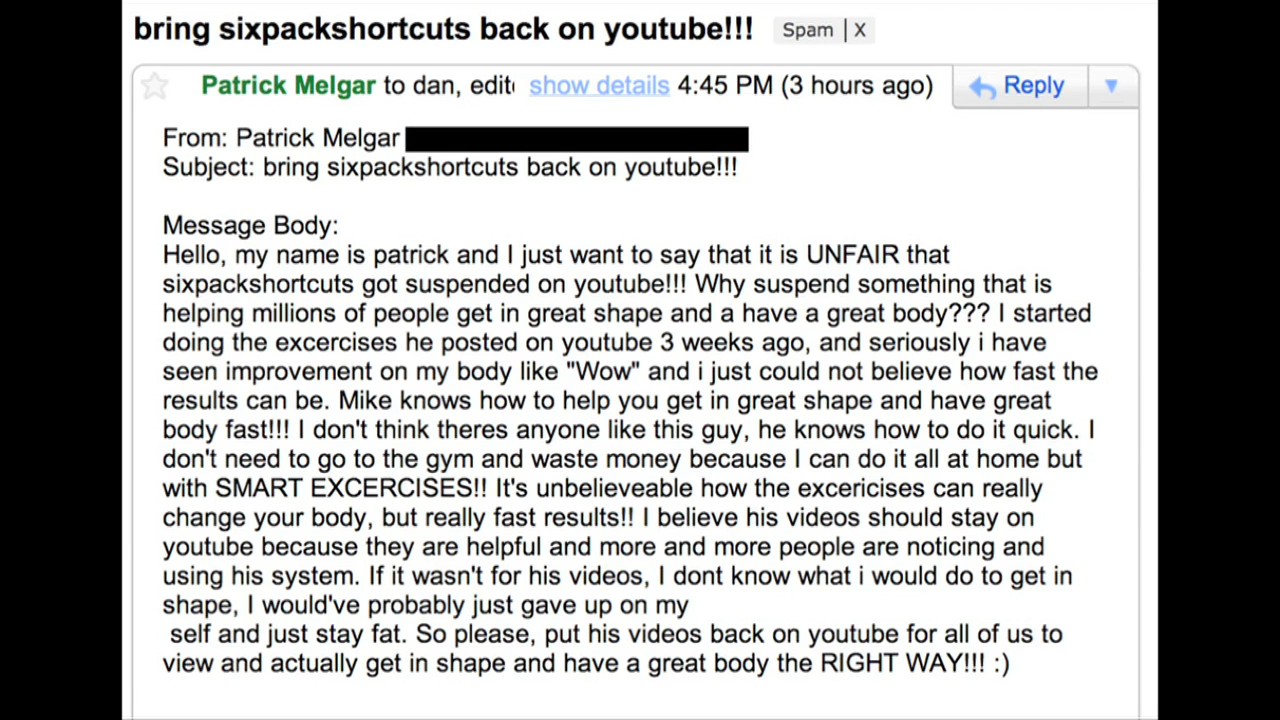 bring sixpackshortcuts back on youtube!!! Spam | X
Patrick Melgar to dan, edit show details 4:45 PM (3 hours ago) Reply
From: Patrick Melgar
Subject: bring sixpackshortcuts back on youtube!!!
Message Body:
Hello, my name is patrick and I just want to say that it is UNFAIR that
sixpackshortcuts got suspended on youtube!!! Why suspend something that is
helping millions of people get in great shape and a have a great body??? I started
doing the excercises he posted on youtube 3 weeks ago, and seriously i have
seen improvement on my body like "Wow" and i just could not believe how fast the
results can be. Mike knows how to help you get in great shape and have great
body fast!!! I don't think theres anyone like this guy, he knows how to do it quick. I
don't need to go to the gym and waste money because I can do it all at home but
with SMART EXCERCISES!! It's unbelieveable how the excericises can really
change your body, but really fast results!! I believe his videos should stay on
youtube because they are helpful and more and more people are noticing and
using his system. If it wasn't for his videos, I dont know what i would do to get in
shape, I would've probably just gave up on my
self and just stay fat. So please, put his videos back on youtube for all of us to
view and actually get in shape and have a great body the RIGHT WAY!!! :)